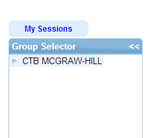 My Sessions
Group Selector <<
CTB MCGRAW-HILL